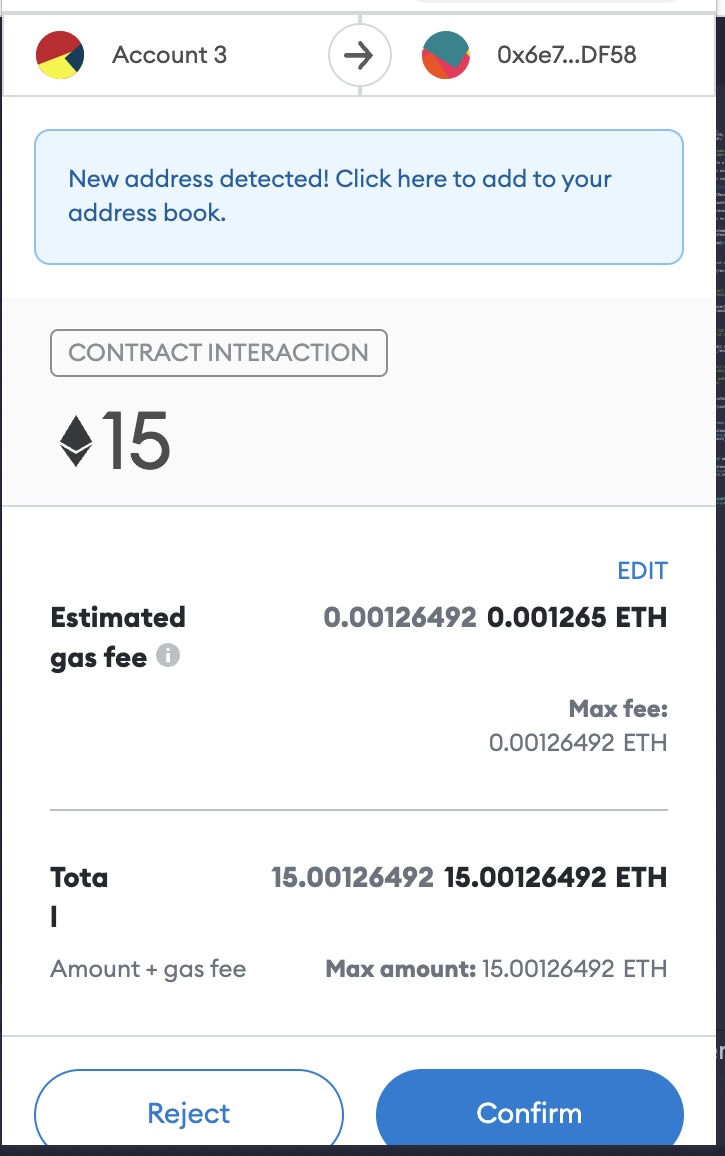 Account 3
0x6e7...DF58
New address detected! Click here to add to your
address book.
CONTRACT INTERACTION
15
EDIT
Estimated 0.00126492 0.001265 ETH
gas fee i
Max fee:
0.00126492 ETH
Tota 15.00126492 15.00126492 ETH
l
Amount + gas fee Max amount: 15.00126492 ETH
Reject
Confirm